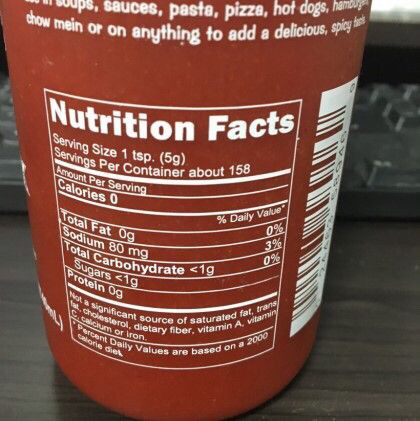 soups, sauces, pasta, pizza, hot dogs, hamburgers,
chow mein or on anything to add a delicious, spicy taste.
Nutrition Facts
Serving Size 1 tsp. (5g)
Servings Per Container about 158
Amount Per Serving
Calories 0
% Daily Value*
Total Fat 0g 0%
Sodium 80 mg 3%
Total Carbohydrate <1g 0%
Sugars <1g
Protein 0g
Not a significant source of saturated fat, trans
fat, cholesterol, dietary fiber, vitamin A, vitamin
C, calcium or iron.
* Percent Daily Values are based on a 2000
calorie diet.